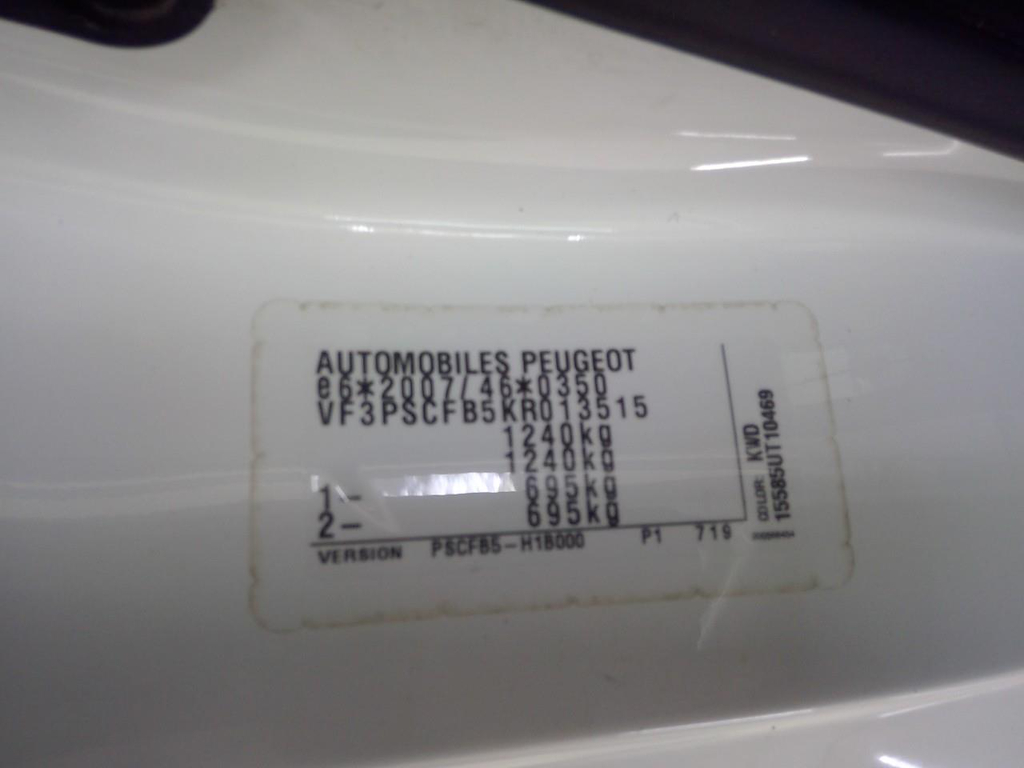 AUTOMOBILES PEUGEOT
e6*2007/46*0350
VF3PSCFB5KR013515
1240kg
1240kg
1- 695kg
2- 695kg
VERSION PSCFB5-H1B000 P1 719
COLOR: KWD
15585UT10469